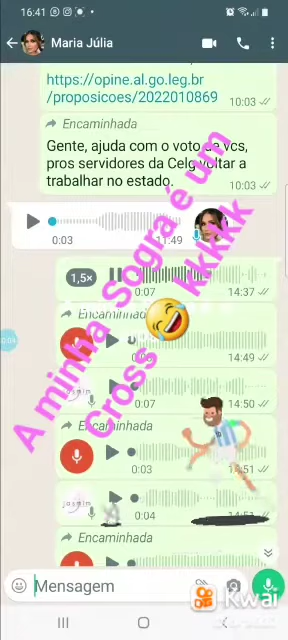 16:41
Maria Júlia
https://opine.al.go.leg.br
/proposicoes/2022010869
10:03
Encaminhada
Gente, ajuda com o voto de vcs,
pros servidores da Celg voltar a
trabalhar no estado.
10:03
0:03
11:49
1,5×
0:07
14:37
Encaminhada
14:49
jasmim
0:07
14:50
Encaminhada
0:03
14:51
jasmim
0:04
Encaminhada
A minha Sogra é um
Gross kkkkk
Mensagem
Kwai